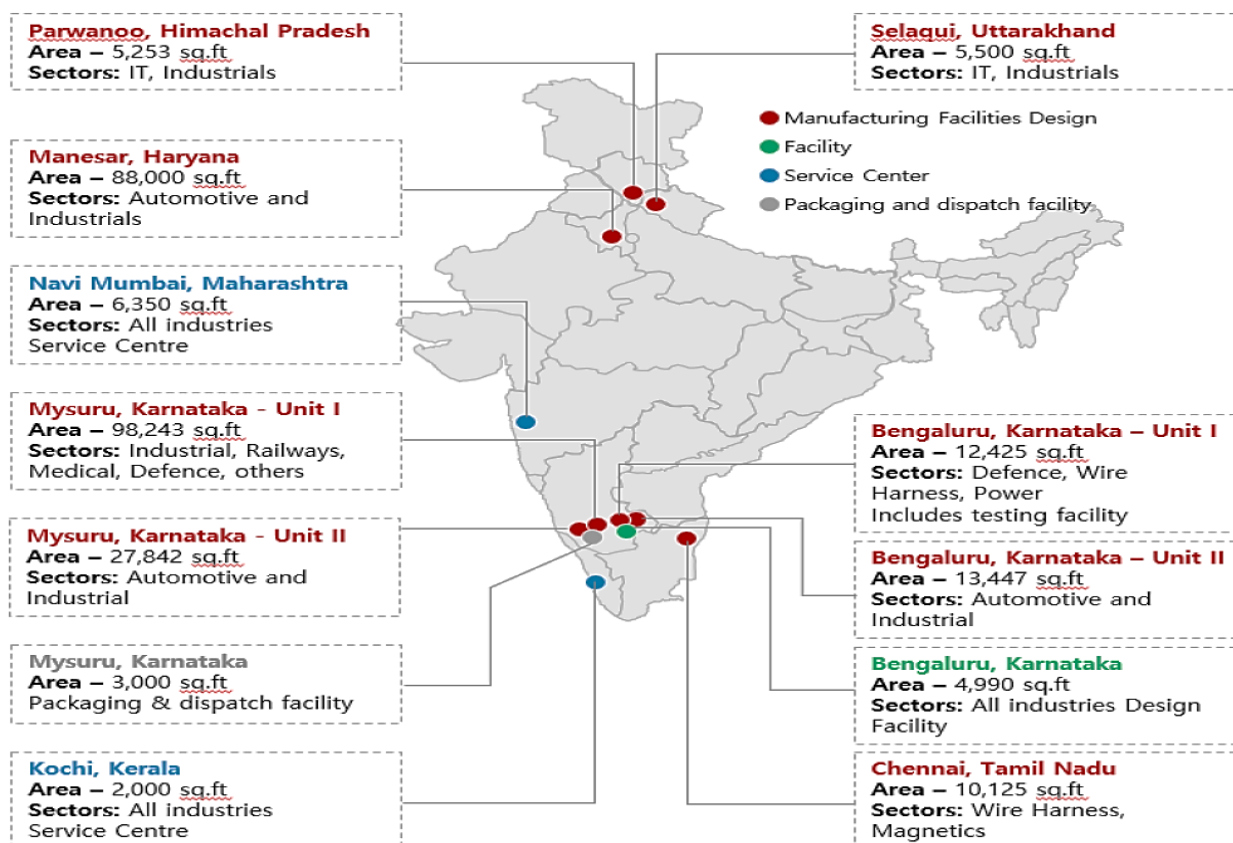 Parwanoo, Himachal Pradesh
Area – 5,253 sq.ft
Sectors: IT, Industrials
Selaqui, Uttarakhand
Area – 5,500 sq.ft
Sectors: IT, Industrials
Manufacturing Facilities Design
Facility
Service Center
Packaging and dispatch facility
Manesar, Haryana
Area – 88,000 sq.ft
Sectors: Automotive and
Industrials
Navi Mumbai, Maharashtra
Area – 6,350 sq.ft
Sectors: All industries
Service Centre
Mysuru, Karnataka - Unit I
Area – 98,243 sq.ft
Sectors: Industrial, Railways,
Medical, Defence, others
Bengaluru, Karnataka – Unit I
Area – 12,425 sq.ft
Sectors: Defence, Wire
Harness, Power
Includes testing facility
Mysuru, Karnataka - Unit II
Area – 27,842 sq.ft
Sectors: Automotive and
Industrial
Bengaluru, Karnataka – Unit II
Area – 13,447 sq.ft
Sectors: Automotive and
Industrial
Mysuru, Karnataka
Area – 3,000 sq.ft
Packaging & dispatch facility
Bengaluru, Karnataka
Area – 4,990 sq.ft
Sectors: All industries Design
Facility
Kochi, Kerala
Area – 2,000 sq.ft
Sectors: All industries
Service Centre
Chennai, Tamil Nadu
Area – 10,125 sq.ft
Sectors: Wire Harness,
Magnetics